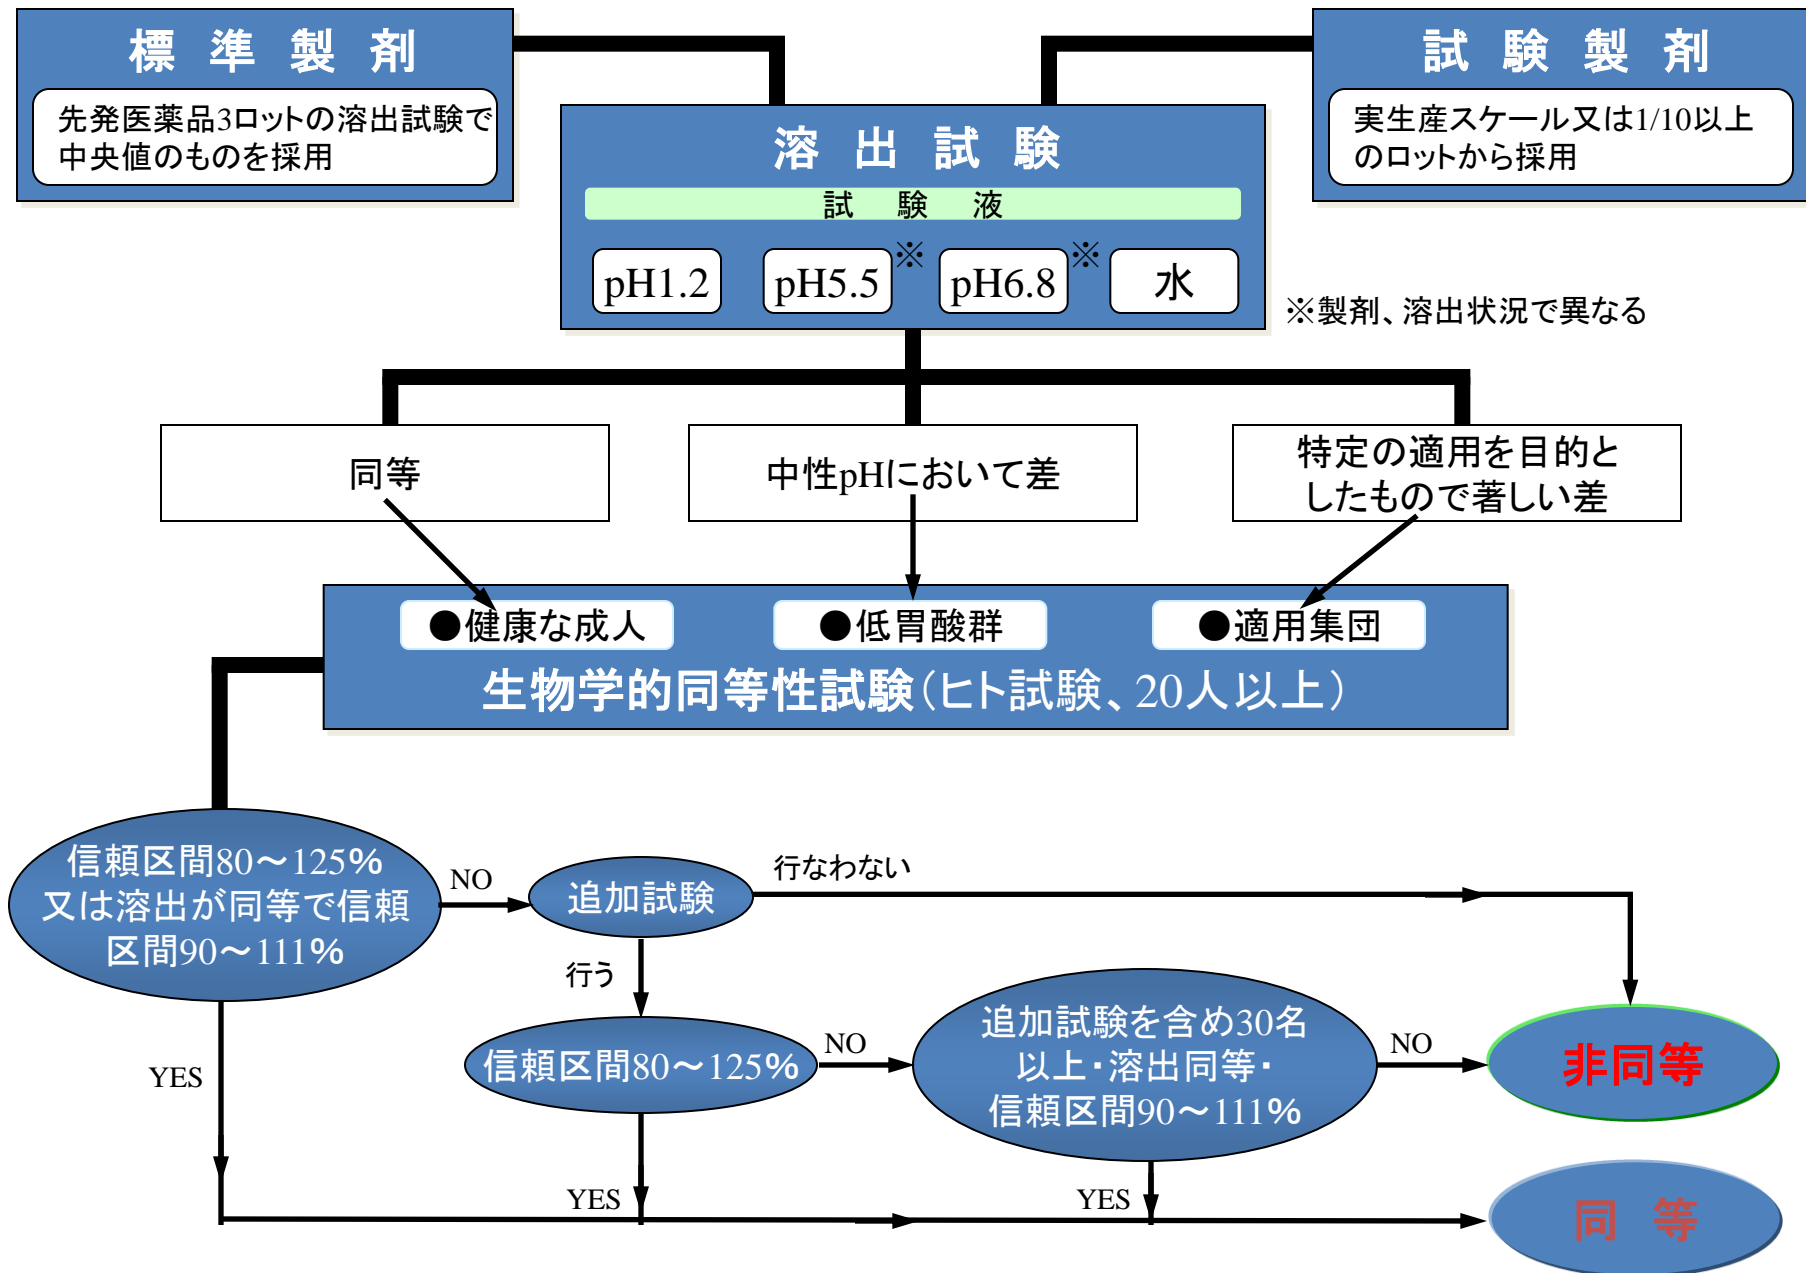 標準製剤
先発医薬品3ロットの溶出試験で
中央値のものを採用
試験製剤
実生産スケール又は1/10以上
のロットから採用
溶出試験
試験液
pH1.2
pH5.5
※
pH6.8
※
水
※製剤、溶出状況で異なる
同等
中性pHにおいて差
特定の適用を目的と
したもので著しい差
●健康な成人
●低胃酸群
●適用集団
生物学的同等性試験(ヒト試験、20人以上)
信頼区間80～125%
又は溶出が同等で信頼
区間90～111%
NO
追加試験
行なわない
行う
YES
信頼区間80～125%
NO
追加試験を含め30名
以上・溶出同等・
信頼区間90～111%
NO
非同等
YES
YES
同等